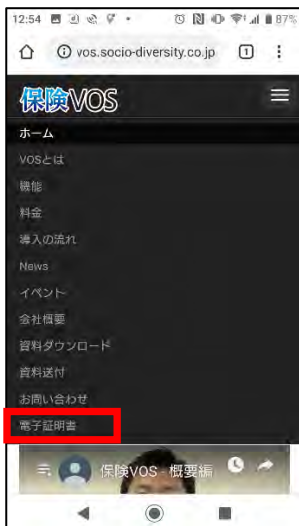 12:54
87%
vos.socio-diversity.co.jp
1
保険VOS
ホーム
VOSとは
機能
料金
導入の流れ
News
イベント
会社概要
資料ダウンロード
資料送付
お問い合わせ
電子証明書
保険VOS - 概要編